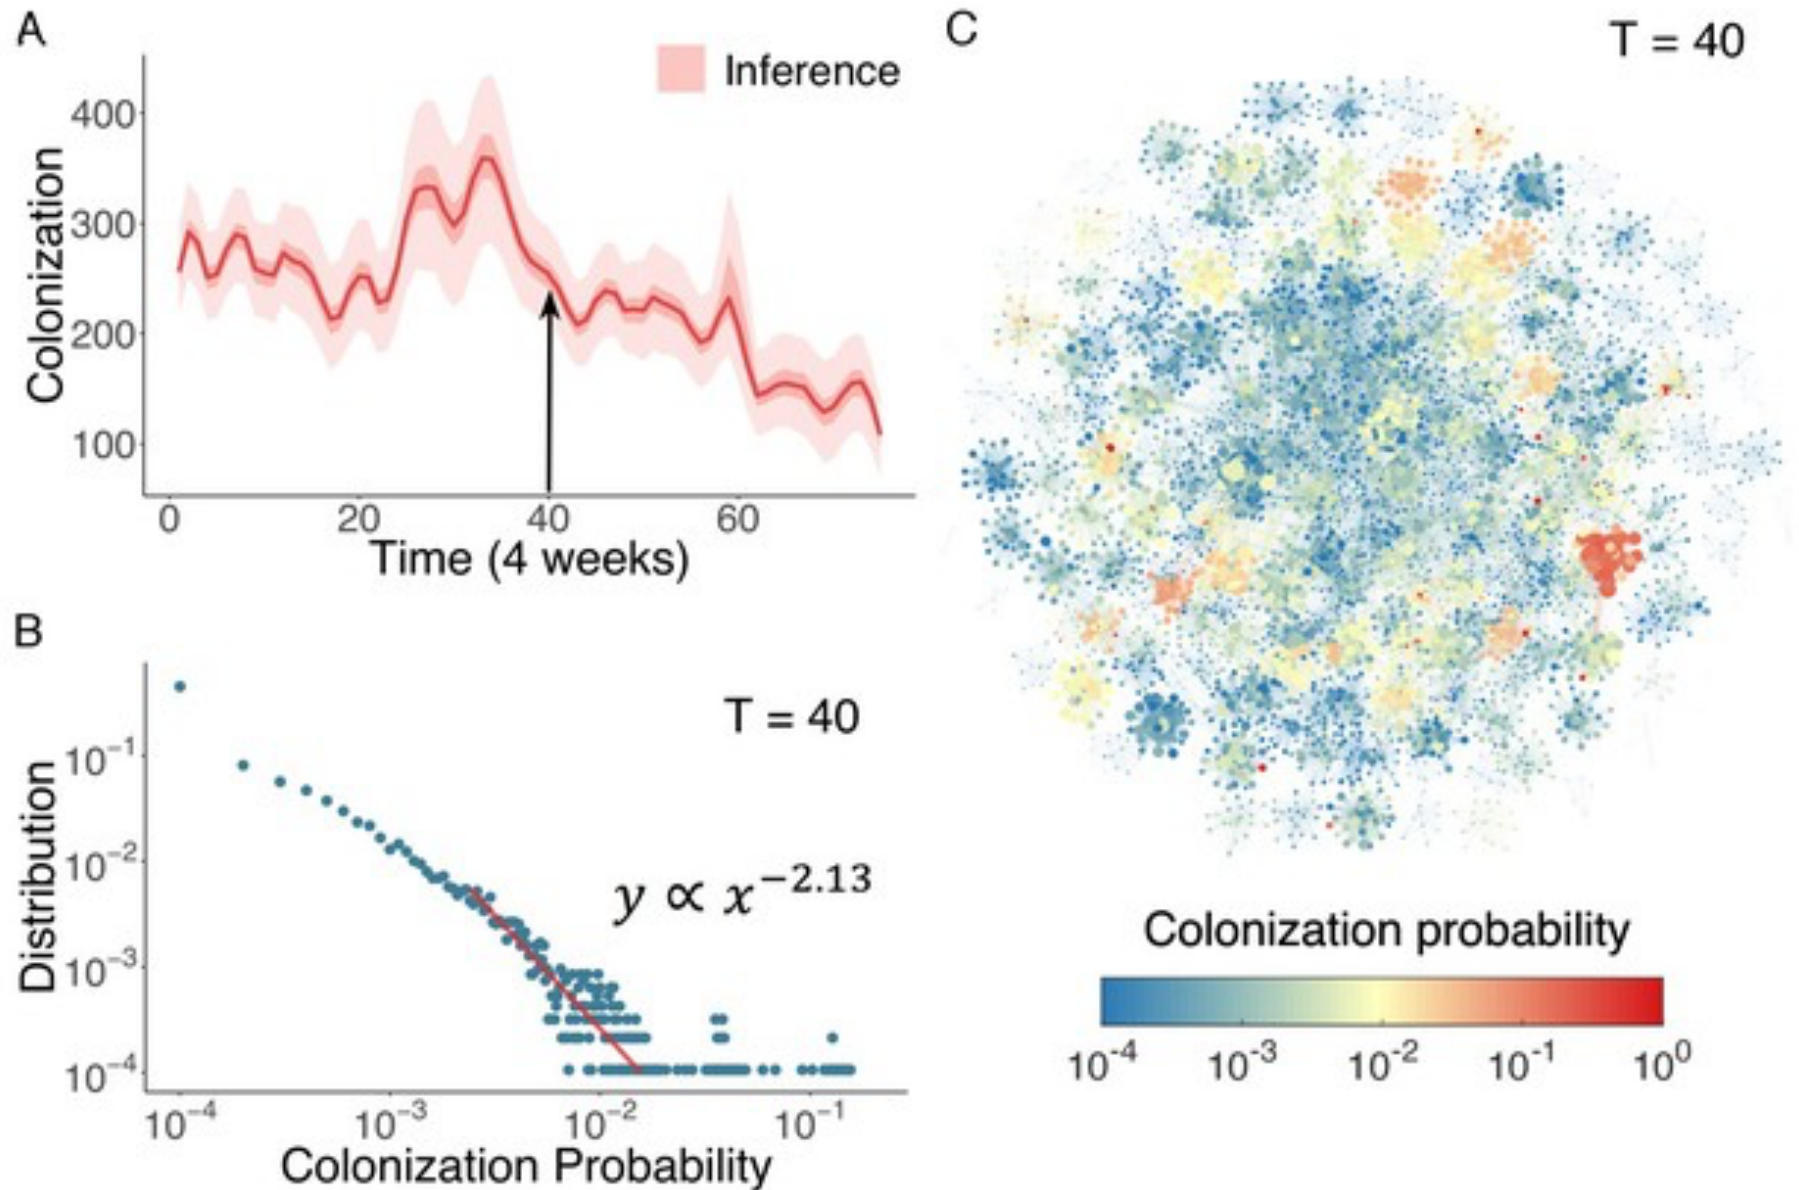 A
Inference
Colonization
400
300
200
100
0 20 40 60
Time (4 weeks)
B
T = 40
y ∝ x^−2.13
Distribution
10^−1
10^−2
10^−3
10^−4
10^−4 10^−3 10^−2 10^−1
Colonization Probability
C
T = 40
Colonization probability
10^−4 10^−3 10^−2 10^−1 10^0